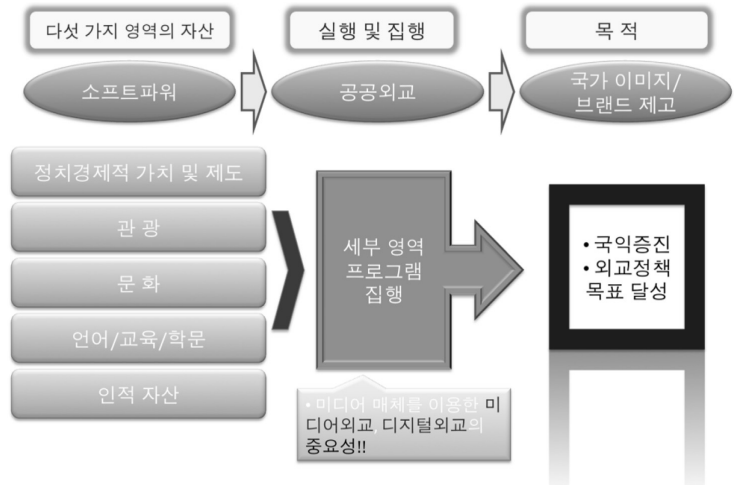 다섯 가지 영역의 자산
실행 및 집행
목 적
소프트파워
공공외교
국가 이미지/
브랜드 제고
정치경제적 가치 및 제도
관 광
문 화
언어/교육/학문
인적 자산
세부 영역
프로그램
집행
• 미디어 매체를 이용한 미
디어외교, 디지털외교의
중요성!!
• 국익증진
• 외교정책
목표 달성